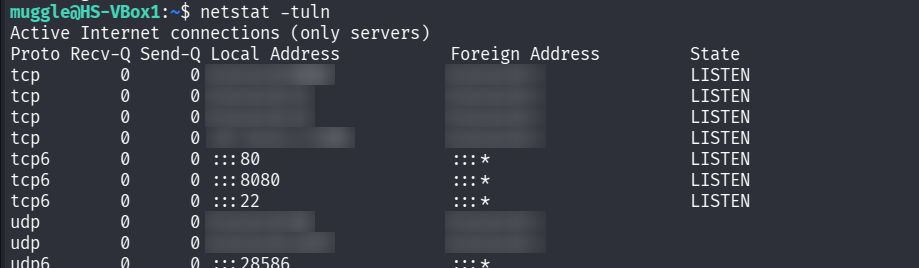 muggle@HS-VBox1:~$ netstat -tuln
Active Internet connections (only servers)
Proto Recv-Q Send-Q Local Address Foreign Address State
tcp 0 0 LISTEN
tcp 0 0 LISTEN
tcp 0 0 LISTEN
tcp 0 0 LISTEN
tcp6 0 0 :::80 :::* LISTEN
tcp6 0 0 :::8080 :::* LISTEN
tcp6 0 0 :::22 :::* LISTEN
udp 0 0
udp 0 0
udp6 0 0 :::28586 :::*